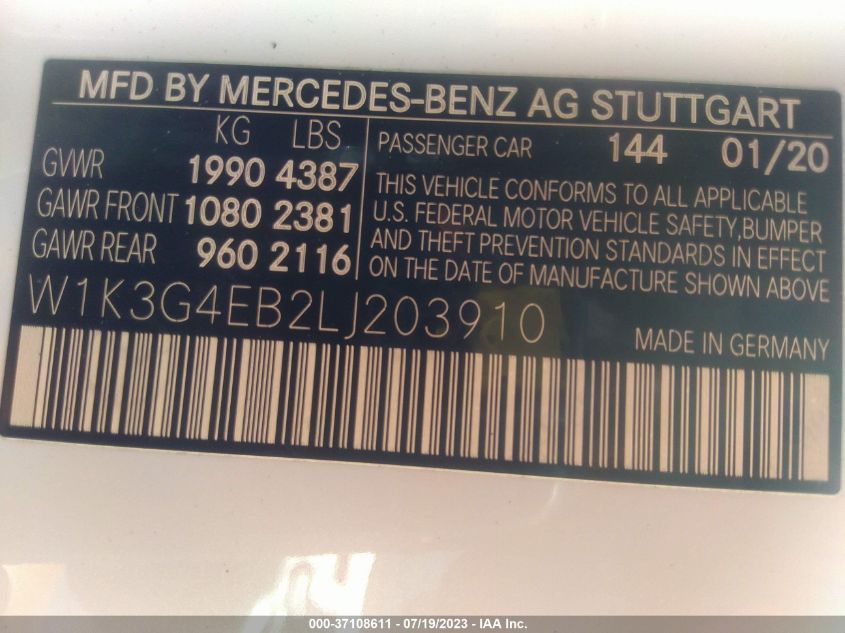 MFD BY MERCEDES-BENZ AG STUTTGART
KG LBS
GVWR 1990 4387
GAWR FRONT 1080 2381
GAWR REAR 960 2116
PASSENGER CAR 144 01/20
THIS VEHICLE CONFORMS TO ALL APPLICABLE
U.S. FEDERAL MOTOR VEHICLE SAFETY,BUMPER
AND THEFT PREVENTION STANDARDS IN EFFECT
ON THE DATE OF MANUFACTURE SHOWN ABOVE
W1K3G4EB2LJ203910
MADE IN GERMANY
000-37108611 - 07/19/2023 - IAA Inc.